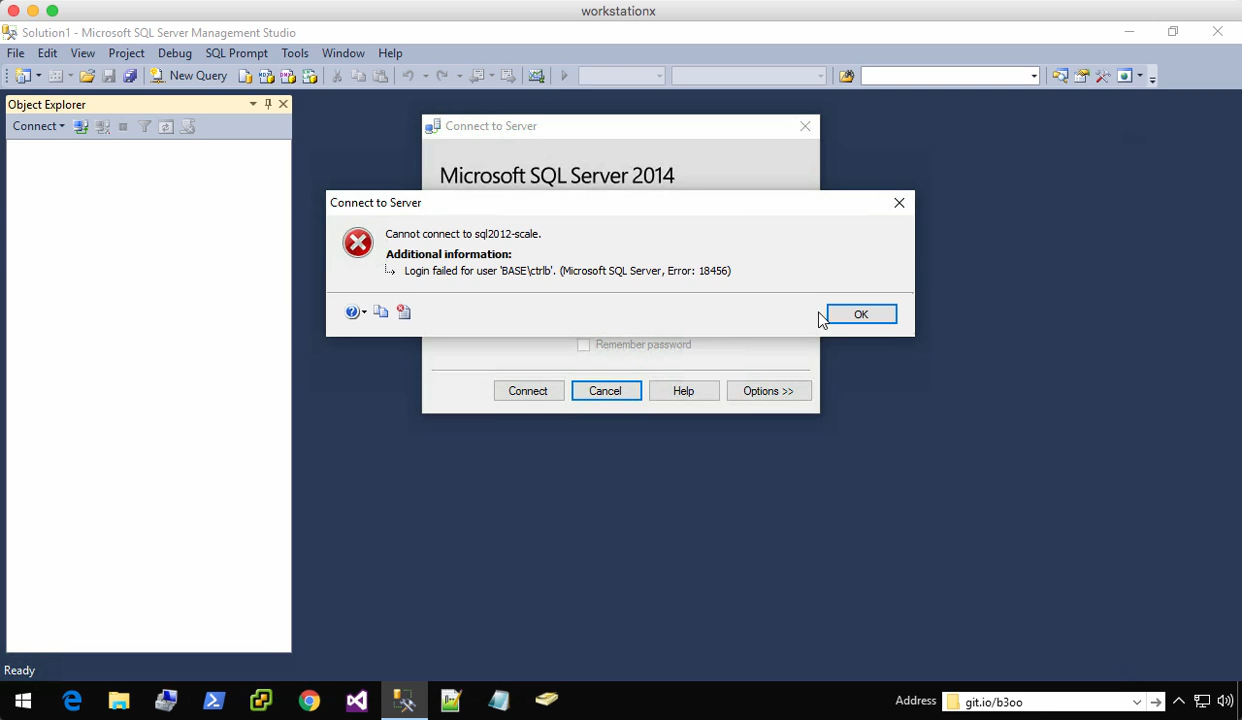 workstationx
Solution1 - Microsoft SQL Server Management Studio
File Edit View Project Debug SQL Prompt Tools Window Help
New Query
Object Explorer
Connect
Connect to Server
Microsoft SQL Server 2014
Connect to Server
Cannot connect to sql2012-scale.
Additional information:
Login failed for user 'BASE\ctrlb'. (Microsoft SQL Server, Error: 18456)
OK
Remember password
Connect Cancel Help Options >>
Ready
Address git.io/b3oo